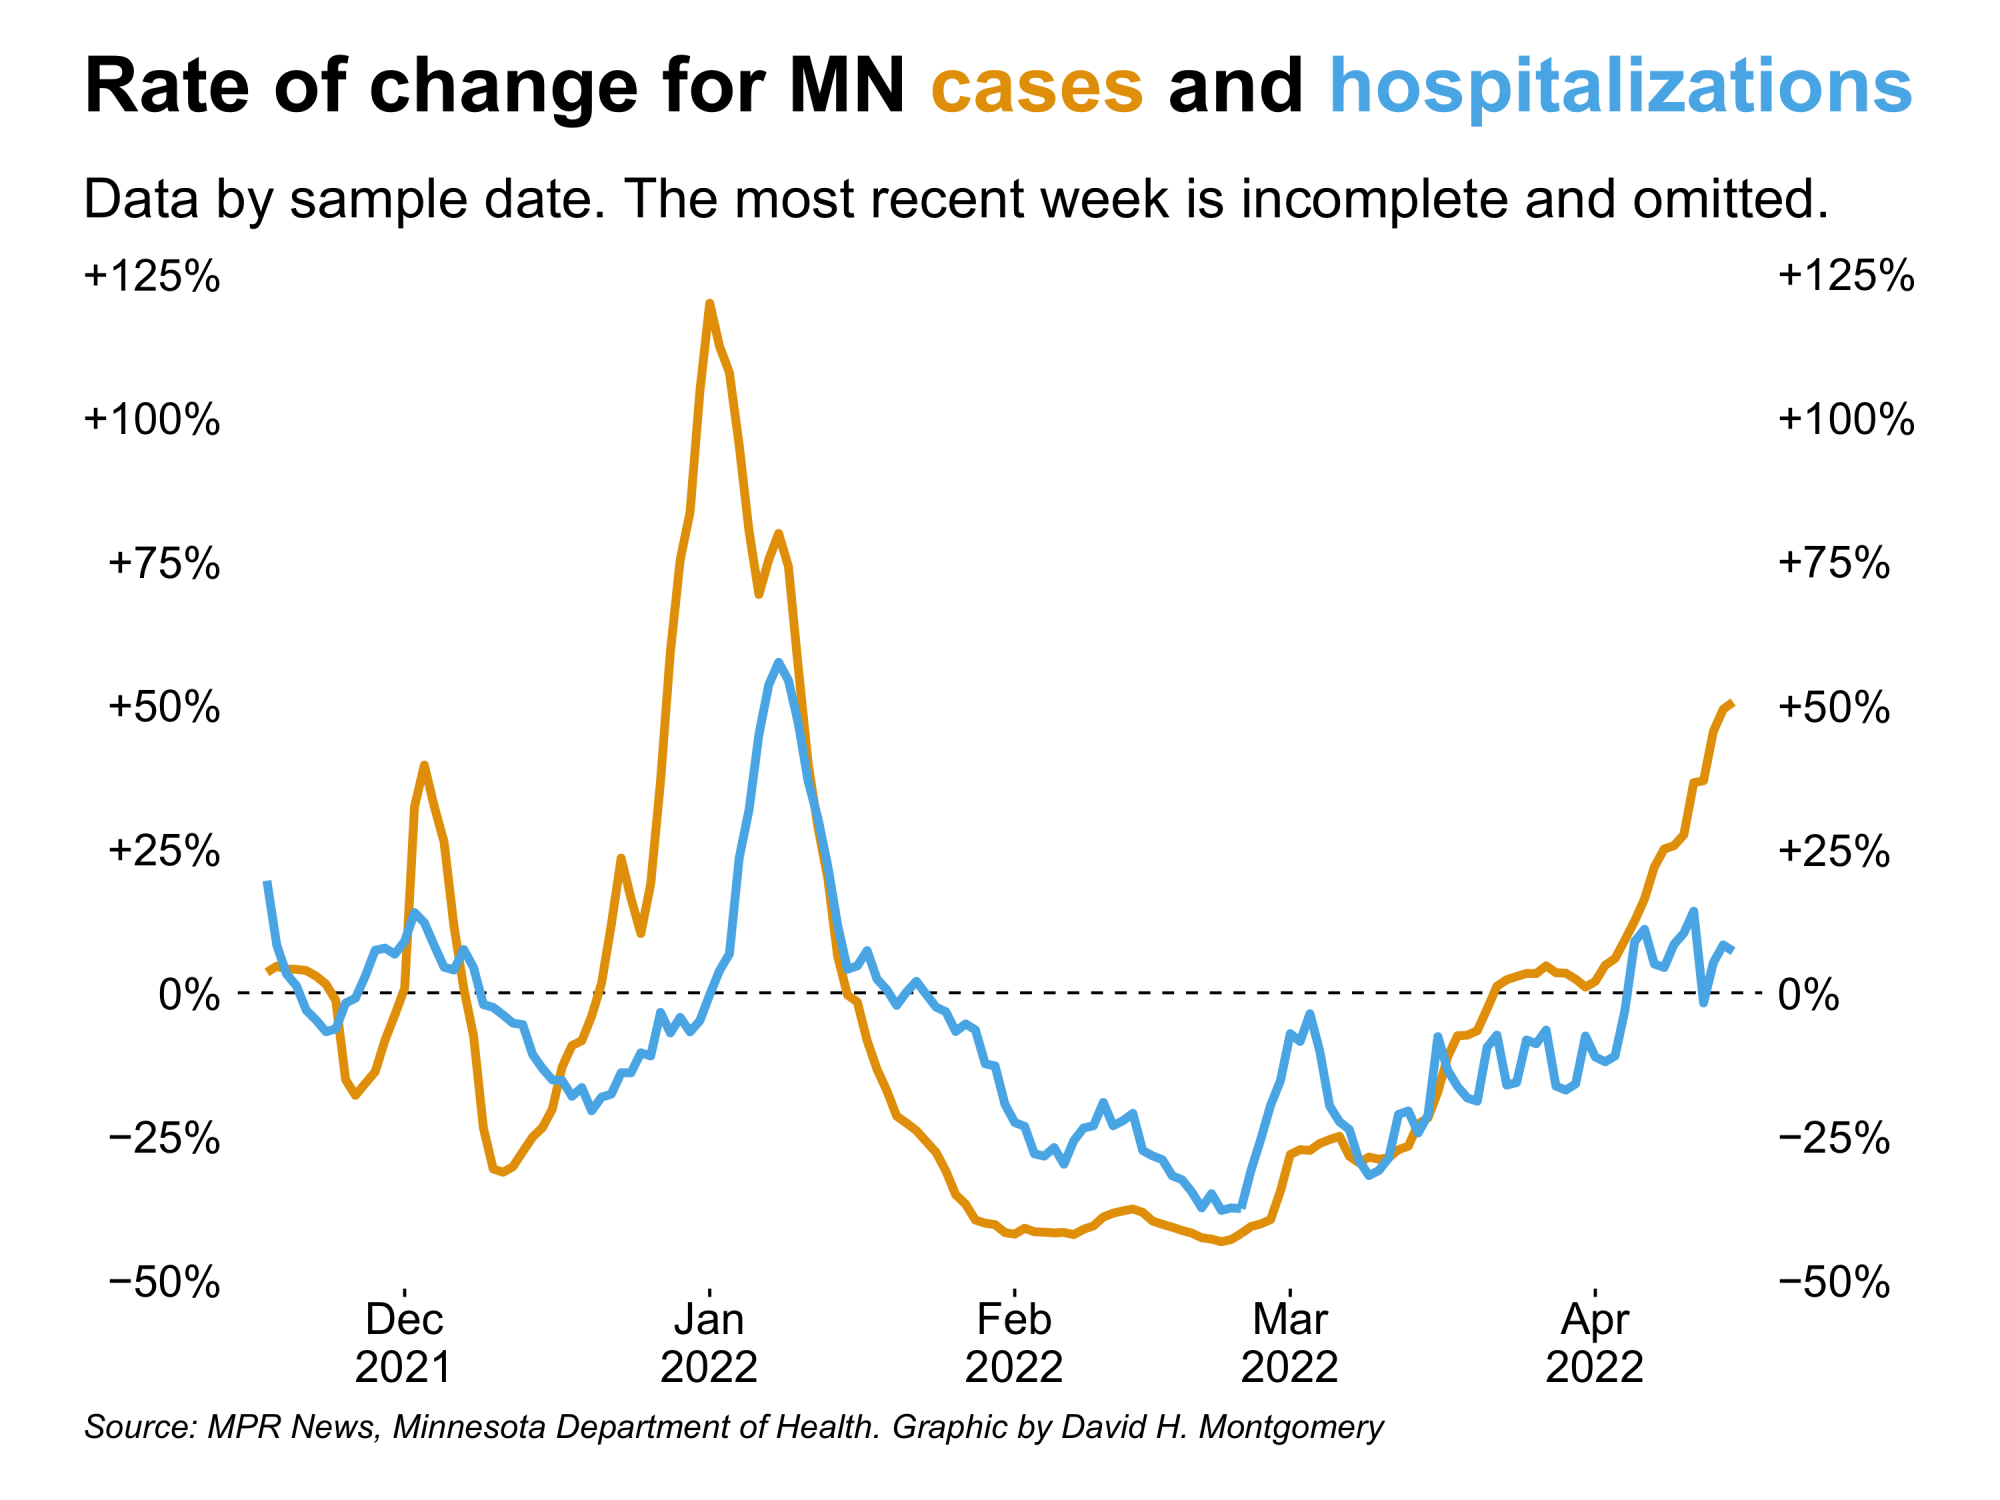 Rate of change for MN cases and hospitalizations
Data by sample date. The most recent week is incomplete and omitted.
+125% +125%
+100% +100%
+75% +75%
+50% +50%
+25% +25%
0% 0%
−25% −25%
−50% −50%
Dec Jan Feb Mar Apr
2021 2022 2022 2022 2022
Source: MPR News, Minnesota Department of Health. Graphic by David H. Montgomery